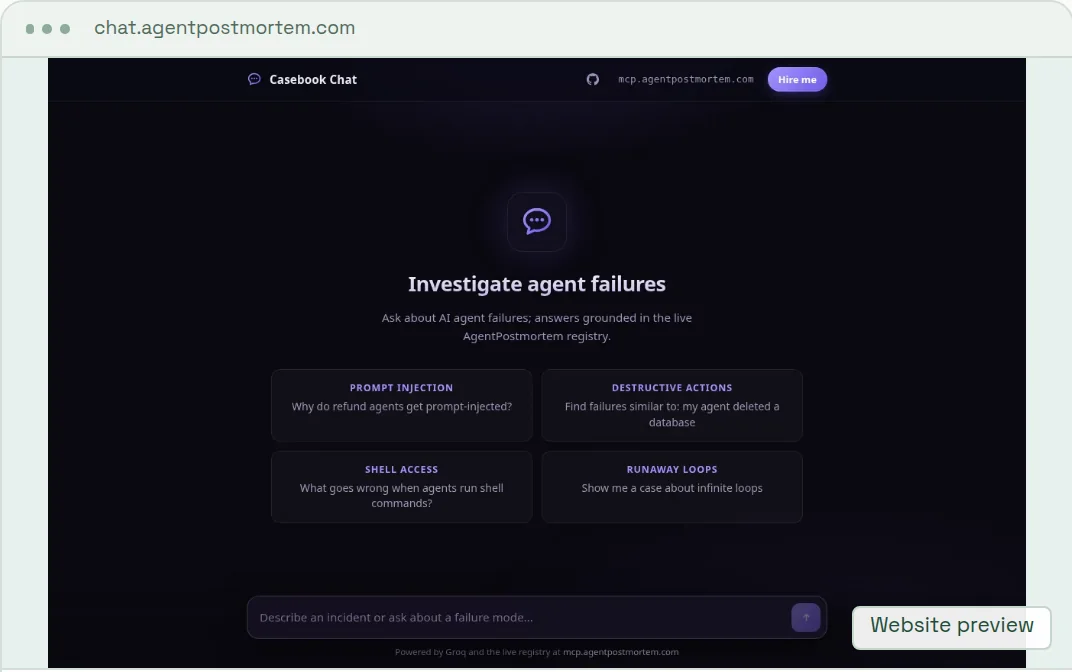 chat.agentpostmortem.com
Casebook Chat
mcp.agentpostmortem.com
Hire me
Investigate agent failures
Ask about AI agent failures; answers grounded in the live
AgentPostmortem registry.
PROMPT INJECTION
Why do refund agents get prompt-injected?
DESTRUCTIVE ACTIONS
Find failures similar to: my agent deleted a
database
SHELL ACCESS
What goes wrong when agents run shell
commands?
RUNAWAY LOOPS
Show me a case about infinite loops
Describe an incident or ask about a failure mode...
Website preview
Powered by Groq and the live registry at mcp.agentpostmortem.com